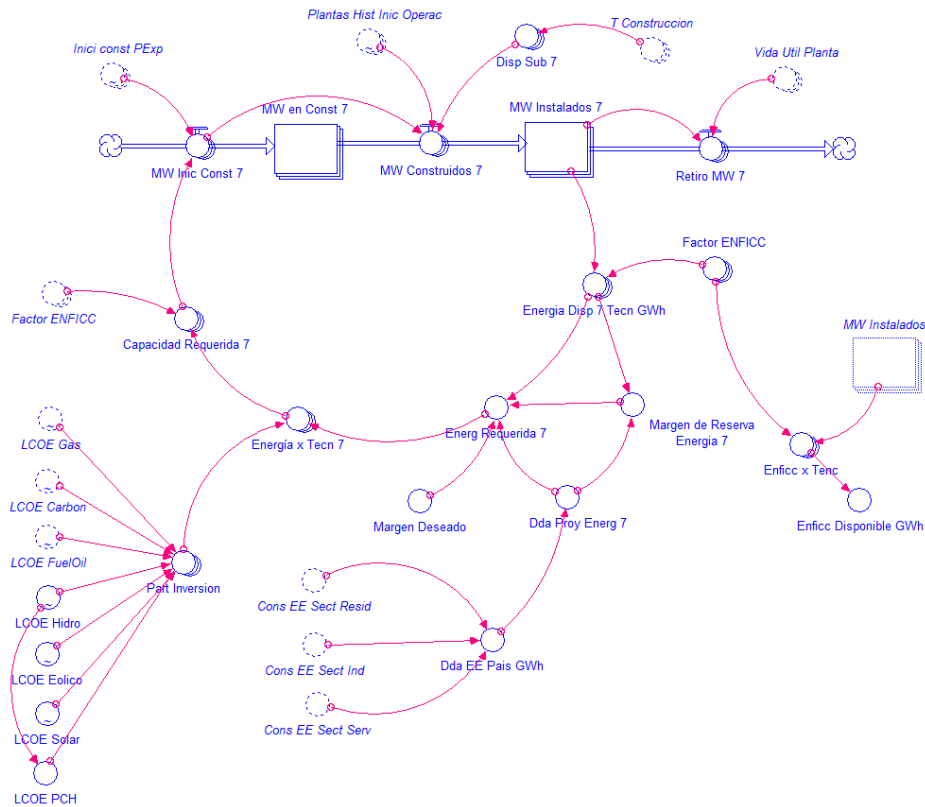 Plantas Hist Inic Operac
T Construccion
Inici const PExp
Disp Sub 7
Vida Util Planta
MW en Const 7
MW Instalados 7
MW Inic Const 7
MW Construidos 7
Retiro MW 7
Factor ENFICC
Energia Disp 7 Tecn GWh
Factor ENFICC
Capacidad Requerida 7
MW Instalados
Energía x Tecn 7
Energ Requerida 7
Margen de Reserva
Energia 7
LCOE Gas
Enficc x Tenc
LCOE Carbon
Margen Deseado
Dda Proy Energ 7
Enficc Disponible GWh
LCOE FuelOil
Part Inversion
Cons EE Sect Resid
LCOE Hidro
Cons EE Sect Ind
Dda EE Pais GWh
LCOE Eolico
Cons EE Sect Serv
LCOE Solar
LCOE PCH